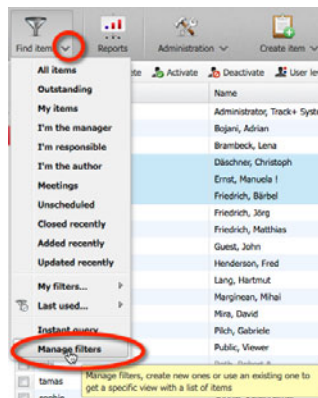 Find items Reports Administration Create item
Activate Deactivate User lev
All items
Outstanding
My items
I'm the manager
I'm responsible
I'm the author
Meetings
Unscheduled
Closed recently
Added recently
Updated recently
My filters...
Last used...
Instant query
Manage filters
Name
Administrator, Track+ Syste
Bojani, Adrian
Brambeck, Lena
Däschner, Christoph
Ernst, Manuela !
Friedrich, Bärbel
Friedrich, Jörg
Friedrich, Matthias
Guest, John
Henderson, Fred
Lang, Hartmut
Marginean, Mihai
Mira, David
Pilch, Gabriele
Public, Viewer
tamas
Manage filters, create new ones or use an existing one to
get a specific view with a list of items